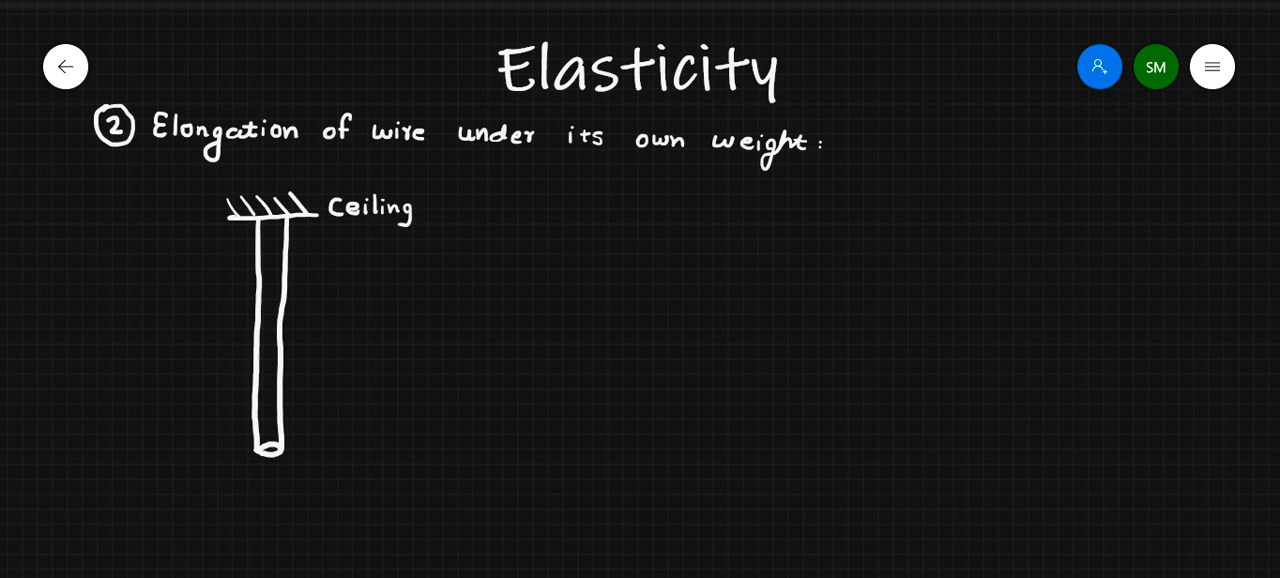 Elasticity
SM
② Elongation of wire under its own weight:
Ceiling